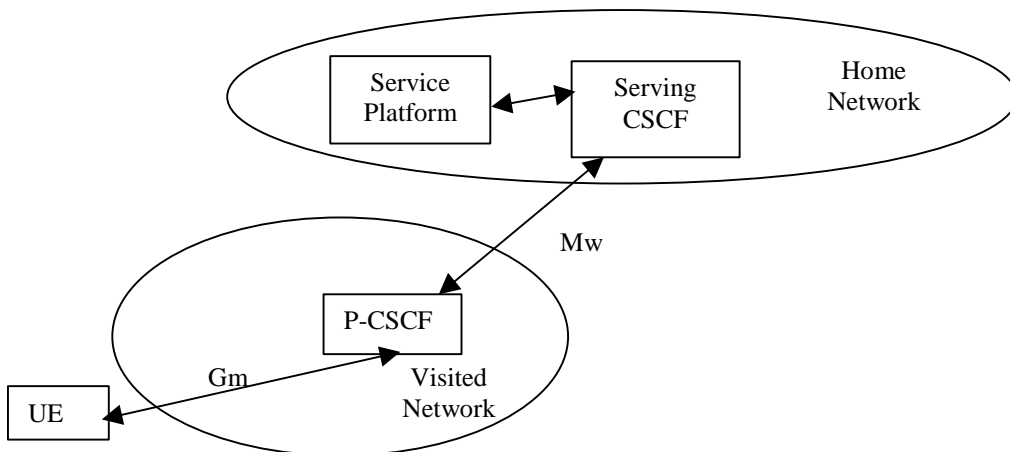 Service
Platform
Serving
CSCF
Home
Network
Mw
P-CSCF
Gm
Visited
Network
UE